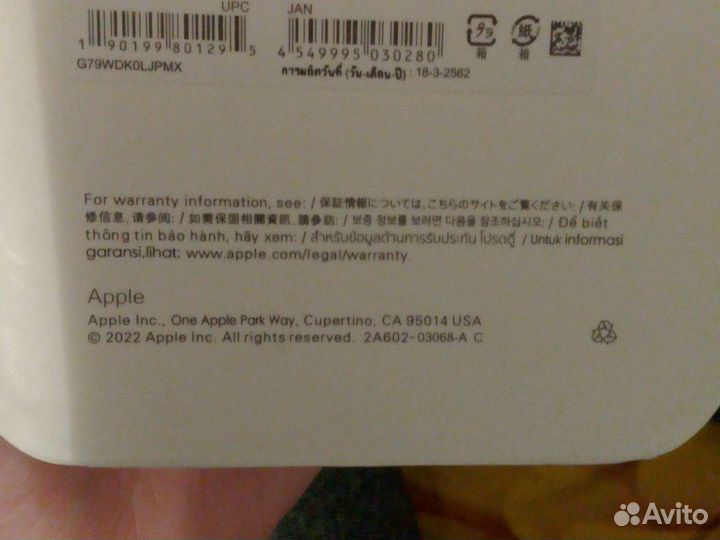 UPC JAN
1 90199 80129 5 4 549995 030280
G79WDK0LJPMX การผลิตวันที่ (วัน-เดือน-ปี) : 18-3-2562
プラ 紙
箱 箱
For warranty information, see: / 保証情報については、こちらのサイトをご覧ください: / 有关保
修信息，请参阅: / 如需保固相關資訊，請參訪: / 보증 정보를 보려면 다음을 참조하십시오: / Để biết
thông tin bảo hành, hãy xem: / สำหรับข้อมูลด้านการรับประกัน โปรดดู / Untuk informasi
garansi,lihat: www.apple.com/legal/warranty.
Apple
Apple Inc., One Apple Park Way, Cupertino, CA 95014 USA
© 2022 Apple Inc. All rights reserved. 2A602-03068-A C
Avito